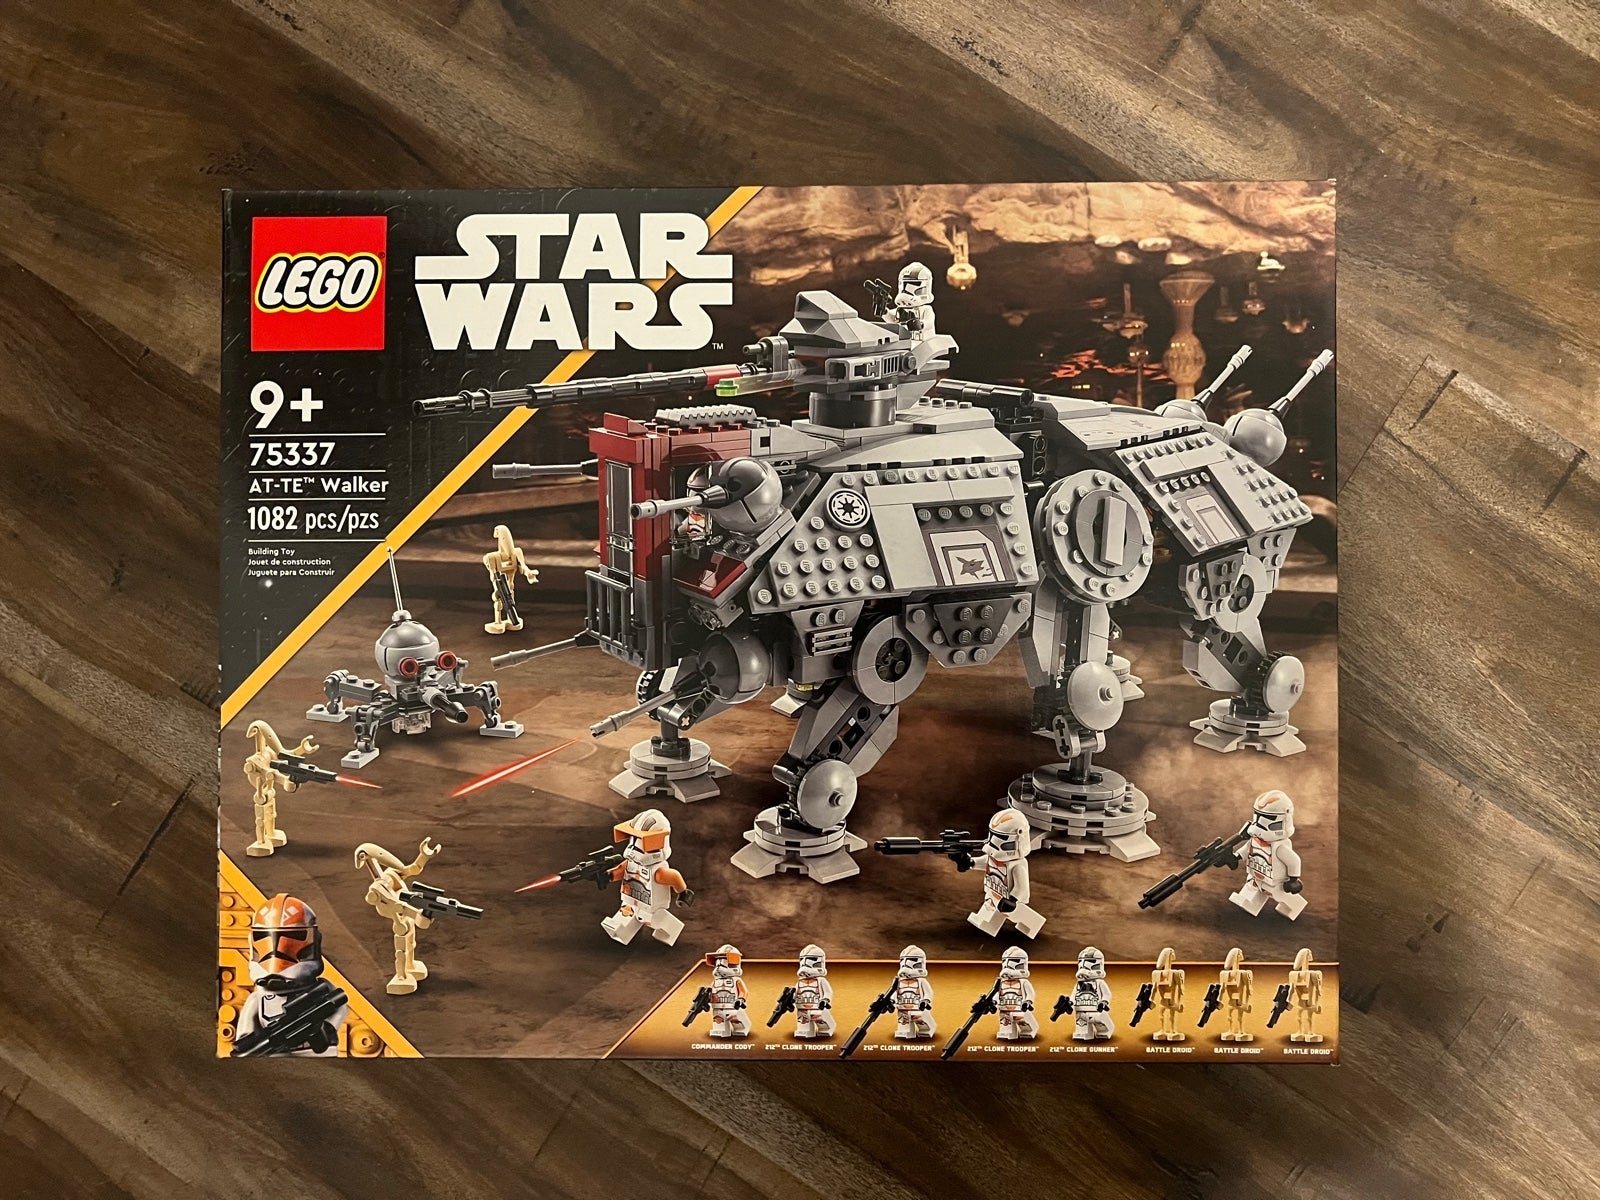 LEGO®
STAR
WARS™
9+
75337
AT-TE™ Walker
1082 pcs/pzs
Building Toy
Jouet de construction
Juguete para Construir
COMMANDER CODY™
212TH CLONE TROOPER™
212TH CLONE TROOPER™
212TH CLONE TROOPER™
212TH CLONE GUNNER™
BATTLE DROID™
BATTLE DROID™
BATTLE DROID™